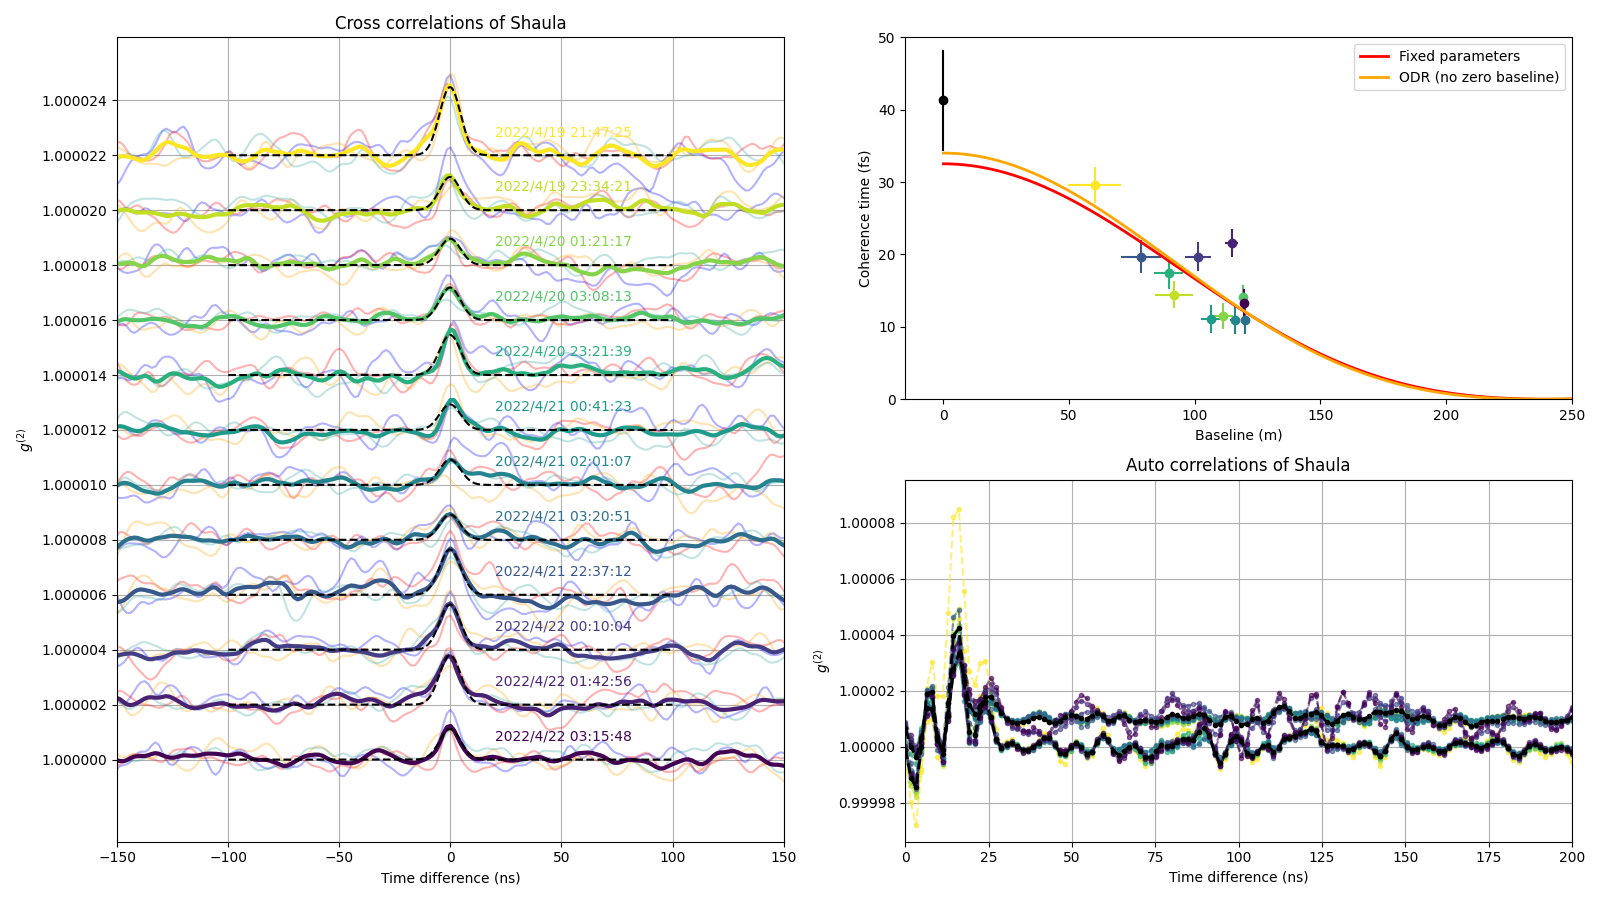 Cross correlations of Shaula
1.000024
1.000022
1.000020
1.000018
1.000016
1.000014
1.000012
1.000010
1.000008
1.000006
1.000004
1.000002
1.000000
g(2)
2022/4/19 21:47:25
2022/4/19 23:34:21
2022/4/20 01:21:17
2022/4/20 03:08:13
2022/4/20 23:21:39
2022/4/21 00:41:23
2022/4/21 02:01:07
2022/4/21 03:20:51
2022/4/21 22:37:12
2022/4/22 00:10:04
2022/4/22 01:42:56
2022/4/22 03:15:48
−150 −100 −50 0 50 100 150
Time difference (ns)
50
40
30
20
10
0
Coherence time (fs)
Fixed parameters
ODR (no zero baseline)
0 50 100 150 200 250
Baseline (m)
Auto correlations of Shaula
1.00008
1.00006
1.00004
1.00002
1.00000
0.99998
g(2)
0 25 50 75 100 125 150 175 200
Time difference (ns)